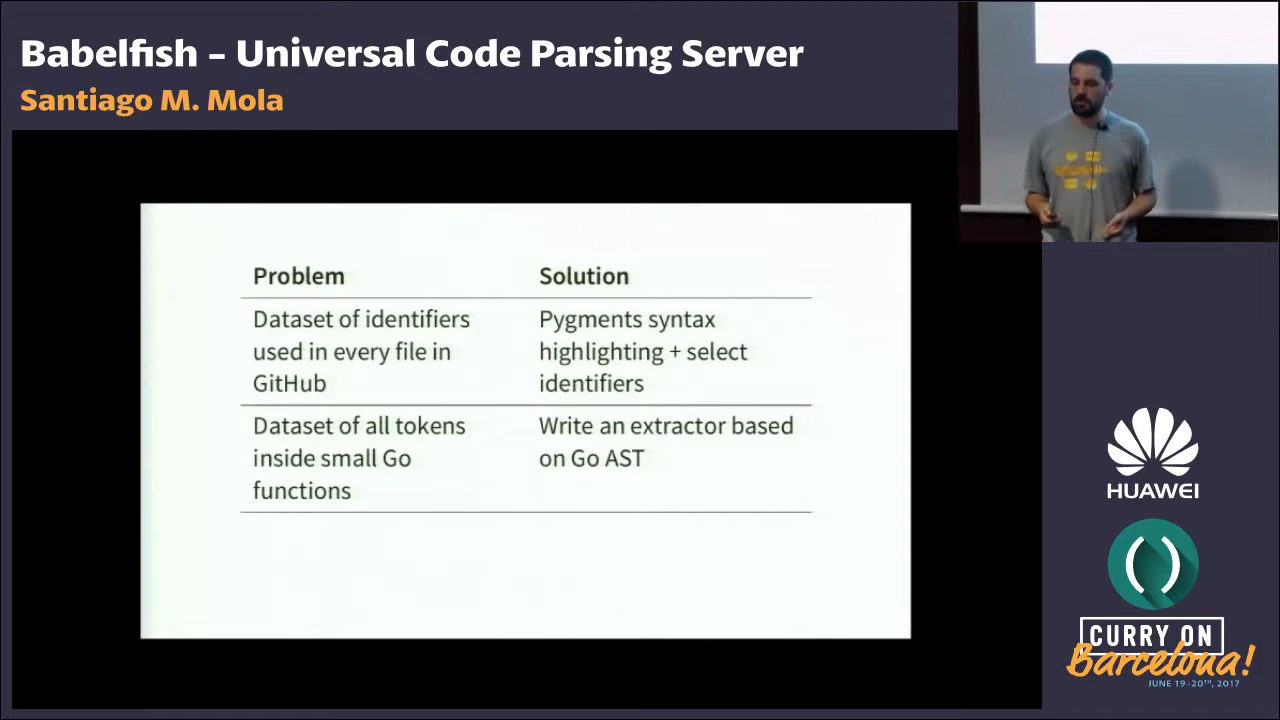 Babelfish – Universal Code Parsing Server
Santiago M. Mola
Problem
Solution
Dataset of identifiers
used in every file in
GitHub
Pygments syntax
highlighting + select
identifiers
Dataset of all tokens
inside small Go
functions
Write an extractor based
on Go AST
HUAWEI
CURRY ON
Barcelona!
JUNE 19-20TH, 2017